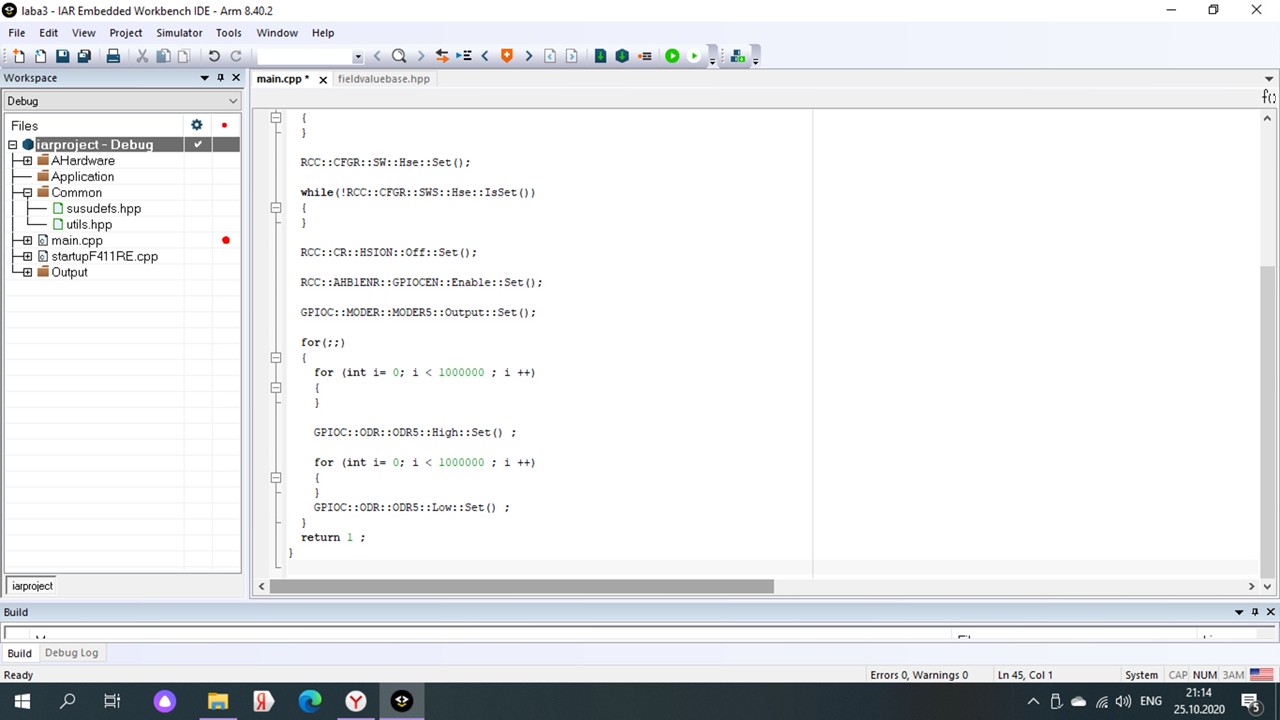 laba3 - IAR Embedded Workbench IDE - Arm 8.40.2
File Edit View Project Simulator Tools Window Help
Workspace
main.cpp * fieldvaluebase.hpp
Debug
Files
iarproject - Debug
AHardware
Application
Common
susudefs.hpp
utils.hpp
main.cpp
startupF411RE.cpp
Output
iarproject
{
}
RCC::CFGR::SW::Hse::Set();
while(!RCC::CFGR::SWS::Hse::IsSet())
{
}
RCC::CR::HSION::Off::Set();
RCC::AHB1ENR::GPIOCEN::Enable::Set();
GPIOC::MODER::MODER5::Output::Set();
for(;;)
{
for (int i= 0; i < 1000000 ; i ++)
{
}
GPIOC::ODR::ODR5::High::Set() ;
for (int i= 0; i < 1000000 ; i ++)
{
}
GPIOC::ODR::ODR5::Low::Set() ;
}
return 1 ;
}
Build
Build Debug Log
Ready Errors 0, Warnings 0 Ln 45, Col 1 System CAP NUM ЗАМ
ENG 21:14
25.10.2020
5